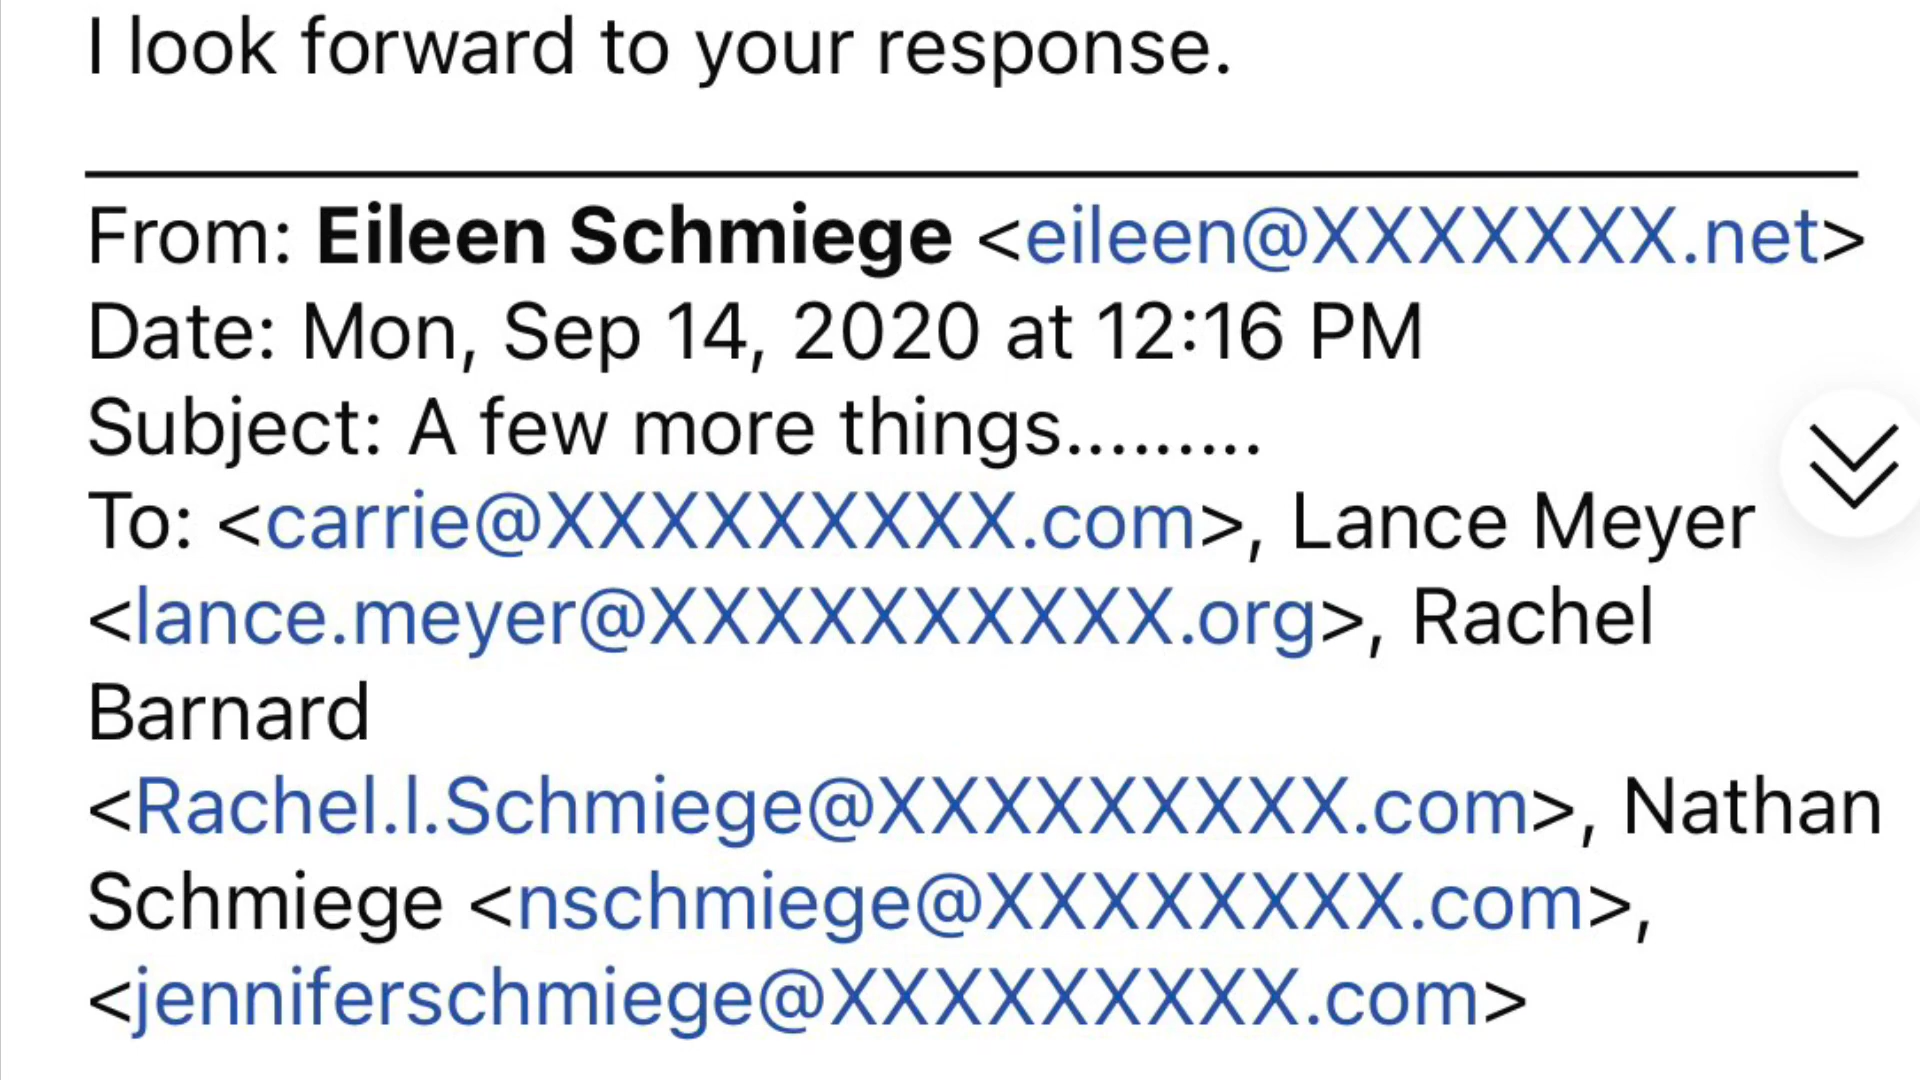 I look forward to your response.
From: Eileen Schmiege <eileen@XXXXXXX.net>
Date: Mon, Sep 14, 2020 at 12:16 PM
Subject: A few more things.........
To: <carrie@XXXXXXXXX.com>, Lance Meyer
<lance.meyer@XXXXXXXXXX.org>, Rachel
Barnard
<Rachel.l.Schmiege@XXXXXXXXX.com>, Nathan
Schmiege <nschmiege@XXXXXXXX.com>,
<jenniferschmiege@XXXXXXXXX.com>